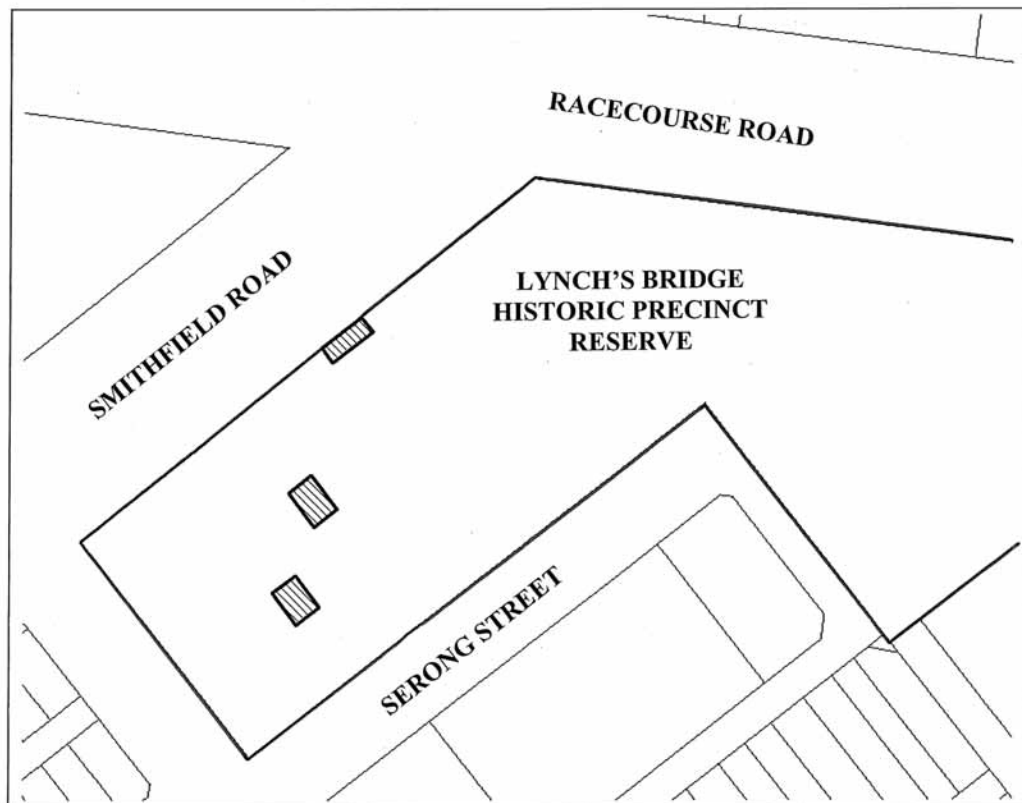 RACECOURSE ROAD
LYNCH'S BRIDGE
HISTORIC PRECINCT
RESERVE
SMITHFIELD ROAD
SERONG STREET